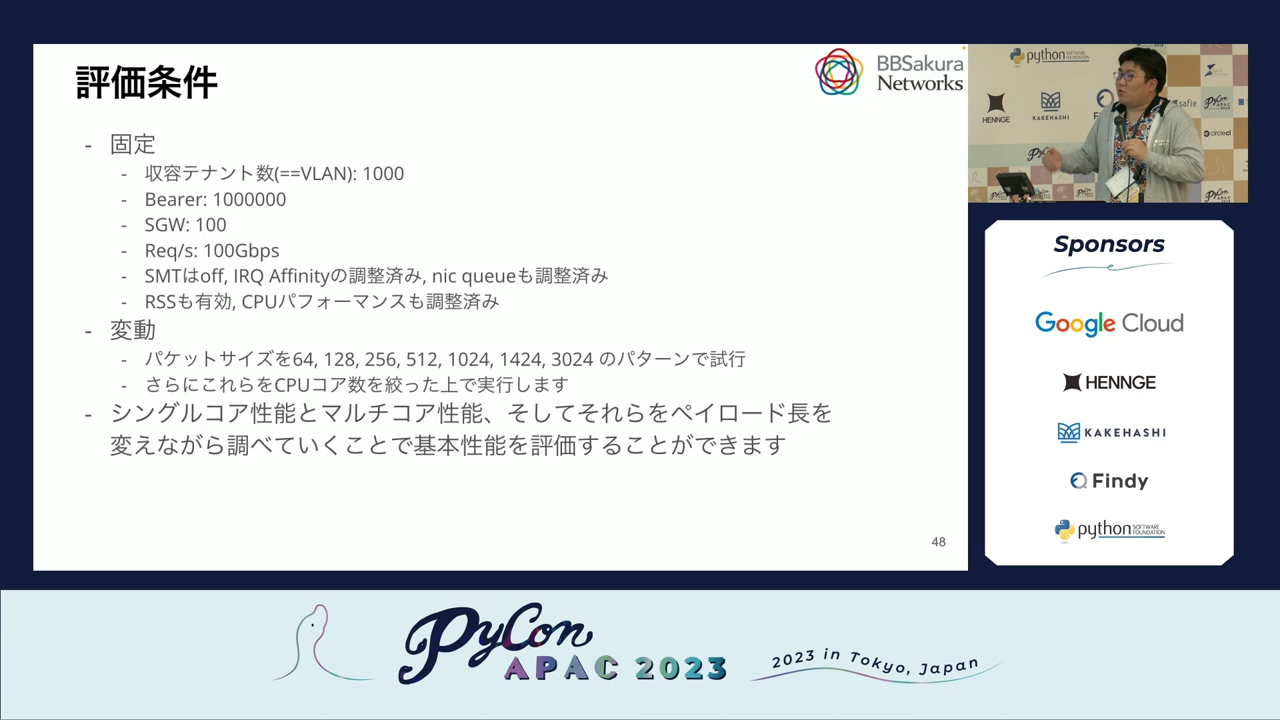 評価条件
BBSakura
Networks
- 固定
- 収容テナント数(==VLAN): 1000
- Bearer: 1000000
- SGW: 100
- Req/s: 100Gbps
- SMTはoff, IRQ Affinityの調整済み, nic queueも調整済み
- RSSも有効, CPUパフォーマンスも調整済み
- 変動
- パケットサイズを64, 128, 256, 512, 1024, 1424, 3024 のパターンで試行
- さらにこれらをCPUコア数を絞った上で実行します
- シングルコア性能とマルチコア性能、そしてそれらをペイロード長を
変えながら調べていくことで基本性能を評価することができます
48
python
HENNGE
KAKEHASHI
safie
circleci
Sponsors
Google Cloud
HENNGE
KAKEHASHI
Findy
python SOFTWARE FOUNDATION
PyCon
APAC 2023
2023 in Tokyo, Japan